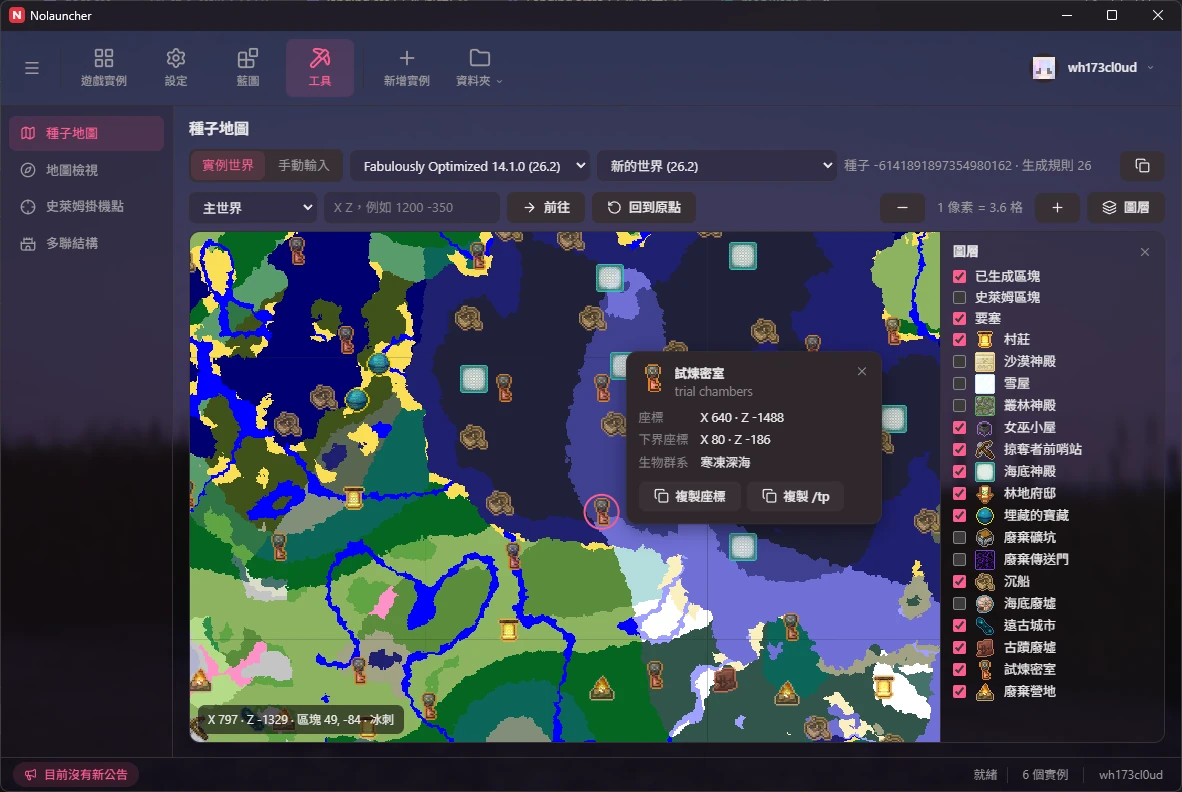 Nolauncher
遊戲實例
設定
藍圖
工具
新增實例
資料夾
wh173cl0ud
種子地圖
地圖檢視
史萊姆掛機點
多聯結構
種子地圖
實例世界
手動輸入
Fabulously Optimized 14.1.0 (26.2)
新的世界 (26.2)
種子 -6141891897354980162 · 生成規則 26
主世界
X Z，例如 1200 -350
前往
回到原點
1 像素 = 3.6 格
圖層
試煉密室
trial chambers
座標 X 640 · Z -1488
下界座標 X 80 · Z -186
生物群系 寒凍深海
複製座標
複製 /tp
X 797 · Z -1329 · 區塊 49, -84 · 冰刺
圖層
已生成區塊
史萊姆區塊
要塞
村莊
沙漠神殿
雪屋
叢林神殿
女巫小屋
掠奪者前哨站
海底神殿
林地府邸
埋藏的寶藏
廢棄礦坑
廢棄傳送門
沉船
海底廢墟
遠古城市
古蹟廢墟
試煉密室
廢棄營地
目前沒有新公告
就緒
6 個實例
wh173cl0ud